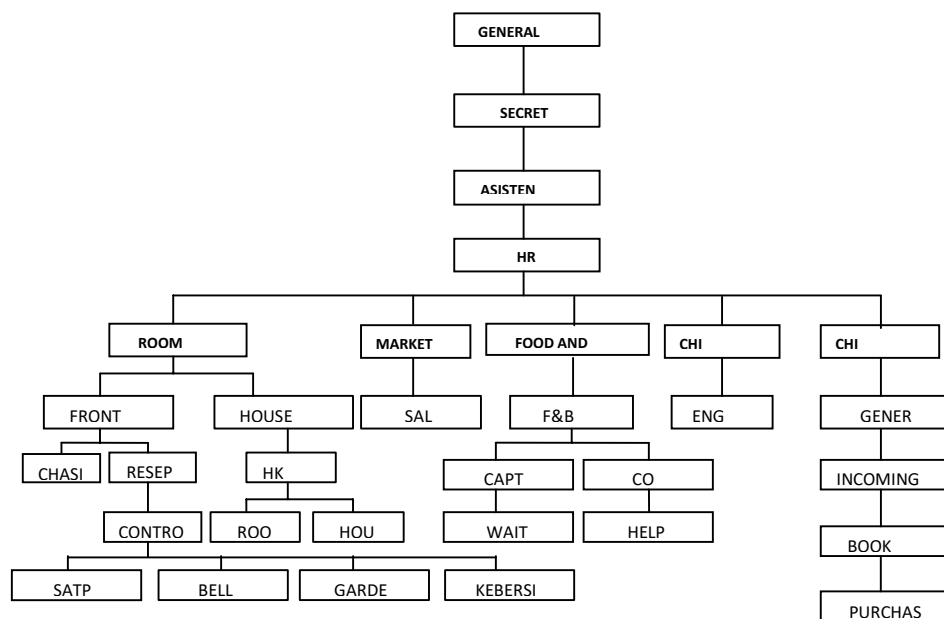 GENERAL
SECRET
ASISTEN
HR
ROOM
MARKET
FOOD AND
CHI
CHI
FRONT
HOUSE
SAL
F&B
ENG
GENER
CHASI
RESEP
HK
CAPT
CO
INCOMING
CONTRO
ROO
HOU
WAIT
HELP
BOOK
SATP
BELL
GARDE
KEBERSI
PURCHAS